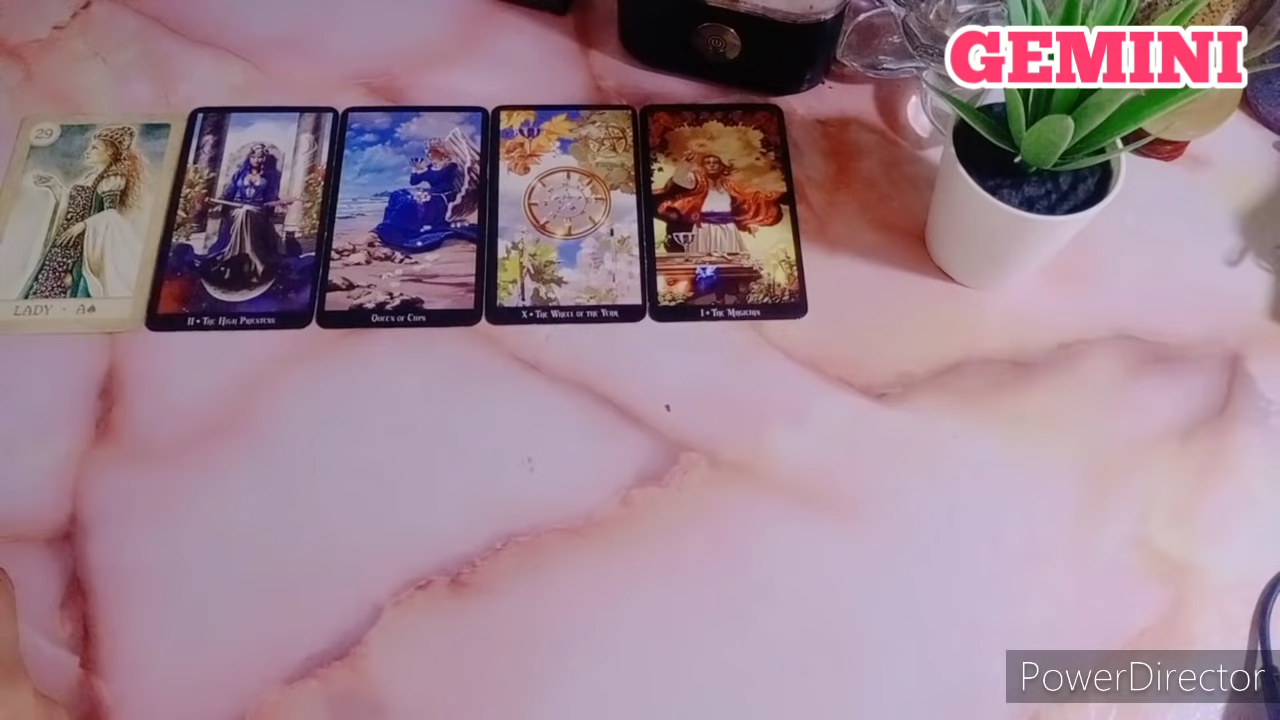 GEMINI
29
LADY · A♠
II • The High Priestess
Queen of Cups
X • The Wheel of the Year
I • The Magician
PowerDirector